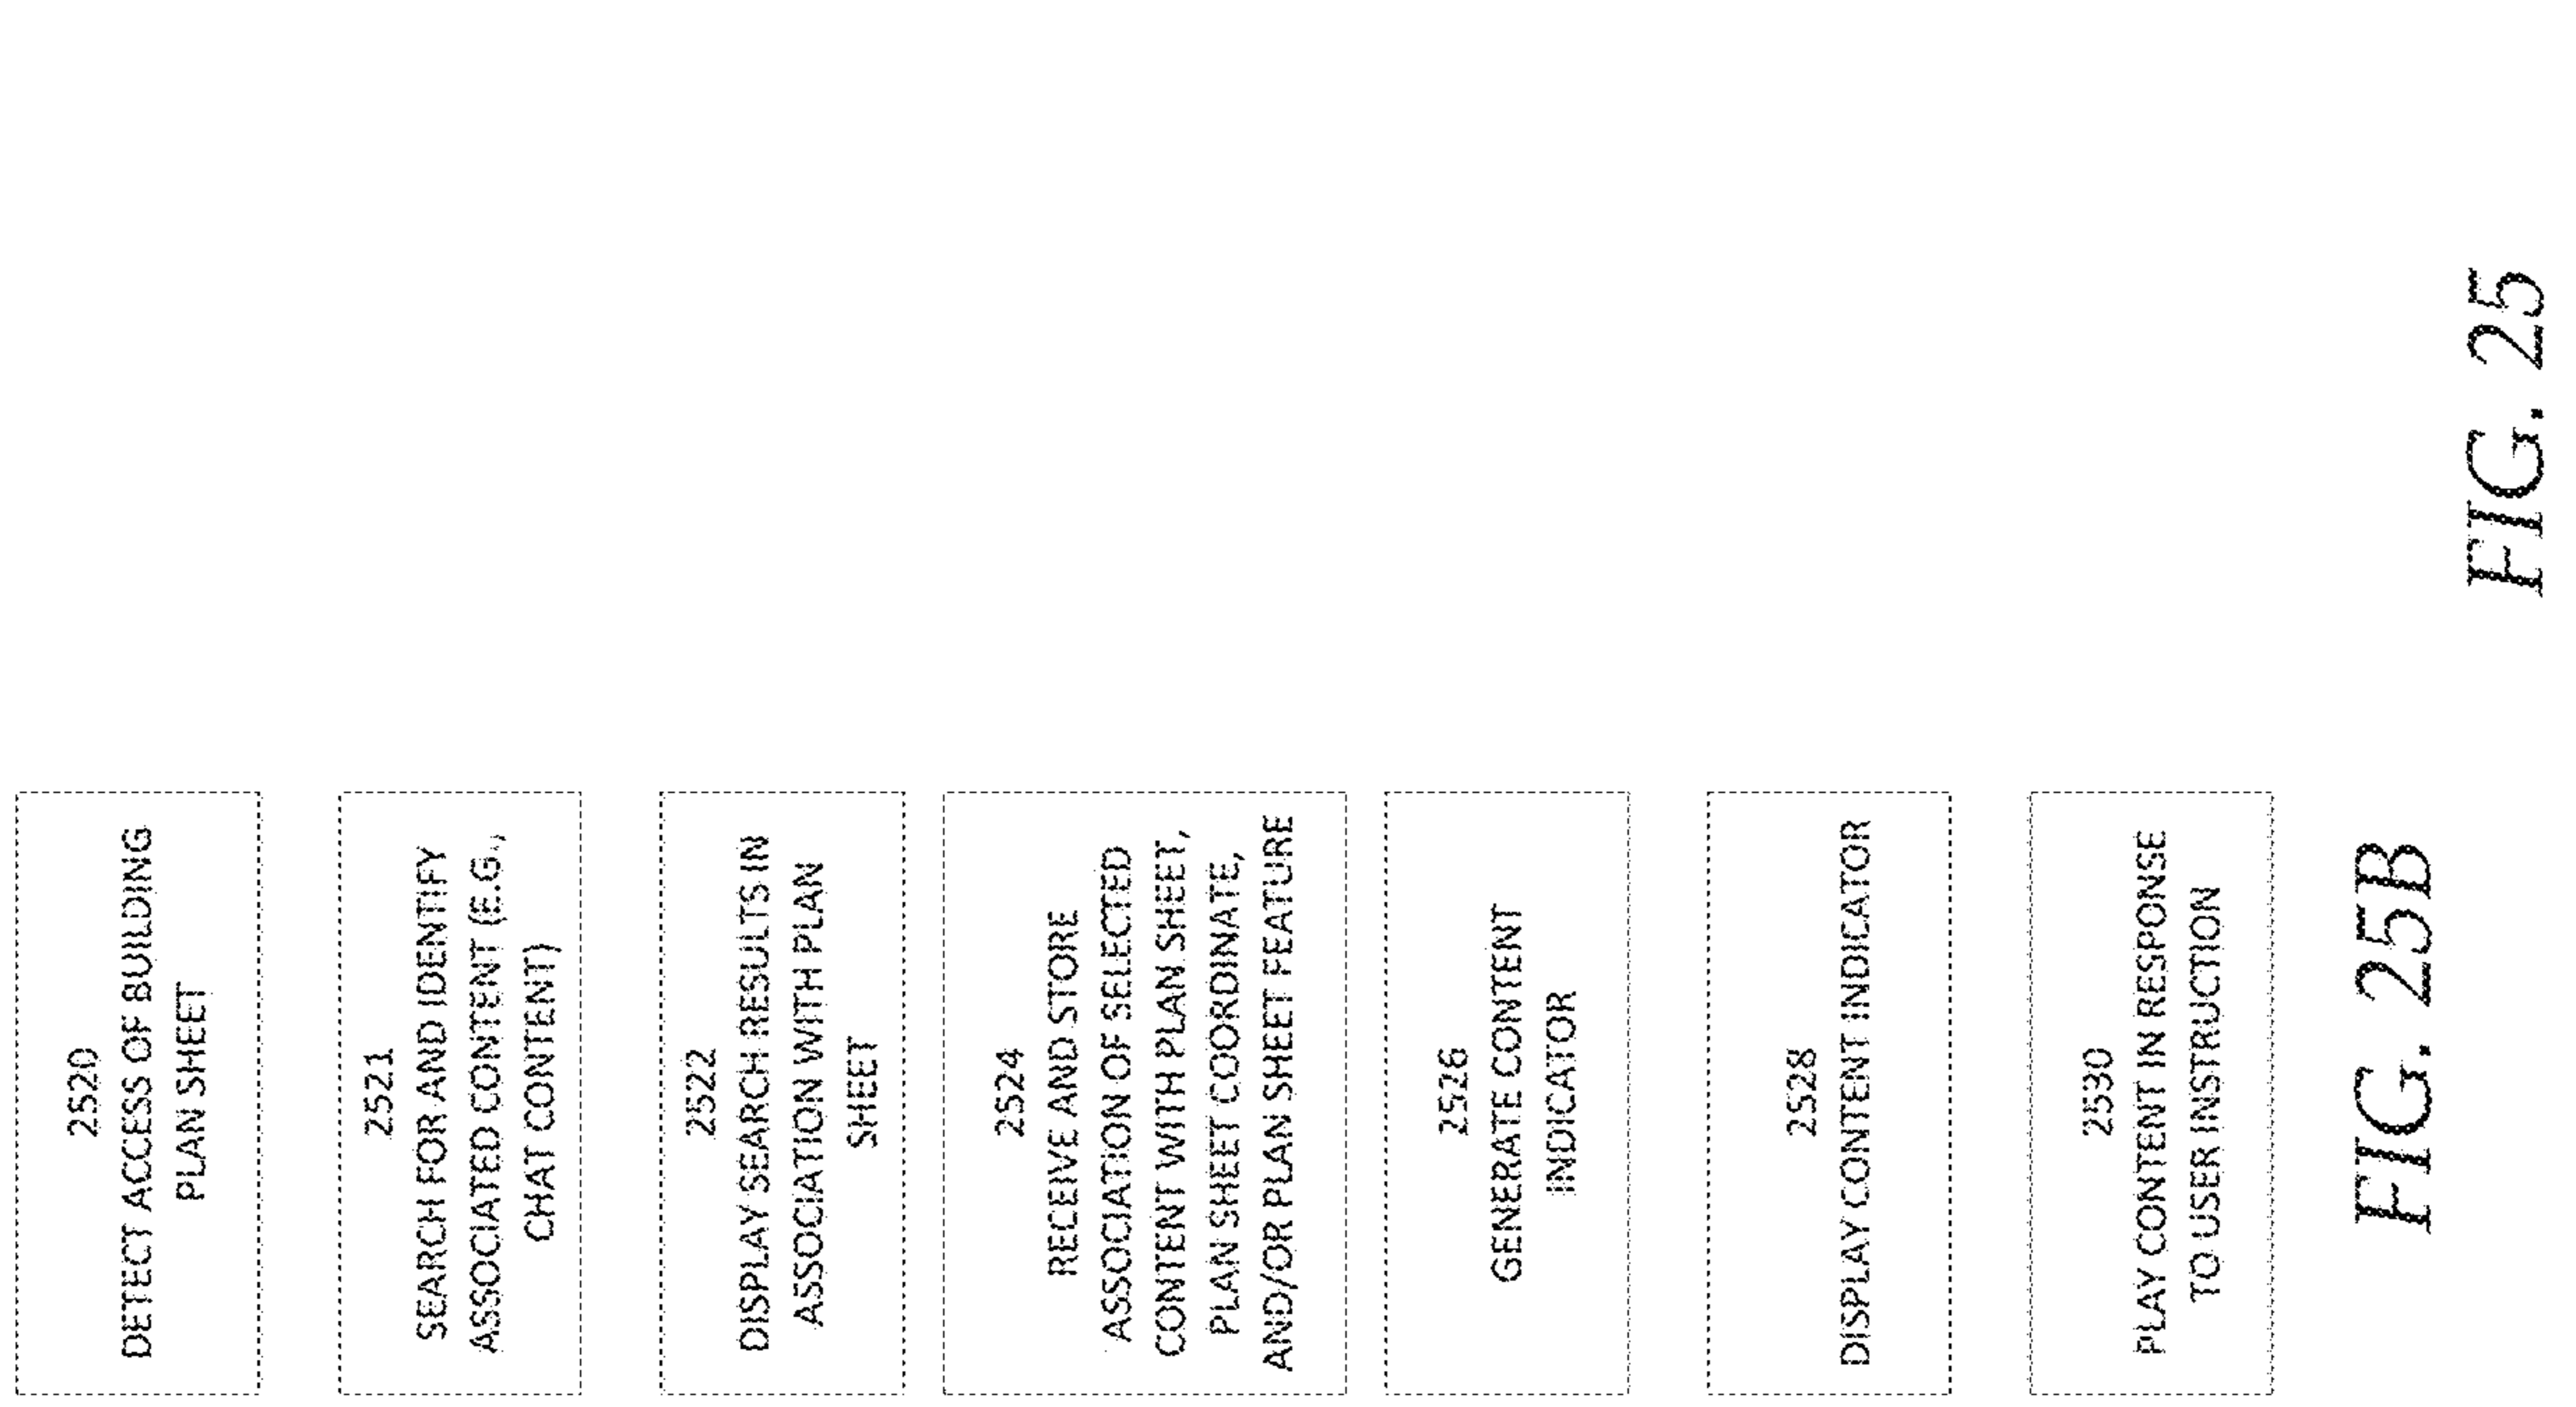 2520
DETECT ACCESS OF BUILDING
PLAN SHEET
2521
SEARCH FOR AND IDENTIFY
ASSOCIATED CONTENT (E.G.,
CHAT CONTENT)
2522
DISPLAY SEARCH RESULTS IN
ASSOCIATION WITH PLAN
SHEET
2524
RECEIVE AND STORE
ASSOCIATION OF SELECTED
CONTENT WITH PLAN SHEET,
PLAN SHEET COORDINATE,
AND/OR PLAN SHEET FEATURE
2526
GENERATE CONTENT
INDICATOR
2528
DISPLAY CONTENT INDICATOR
2530
PLAY CONTENT IN RESPONSE
TO USER INSTRUCTION
FIG. 25B
FIG. 25